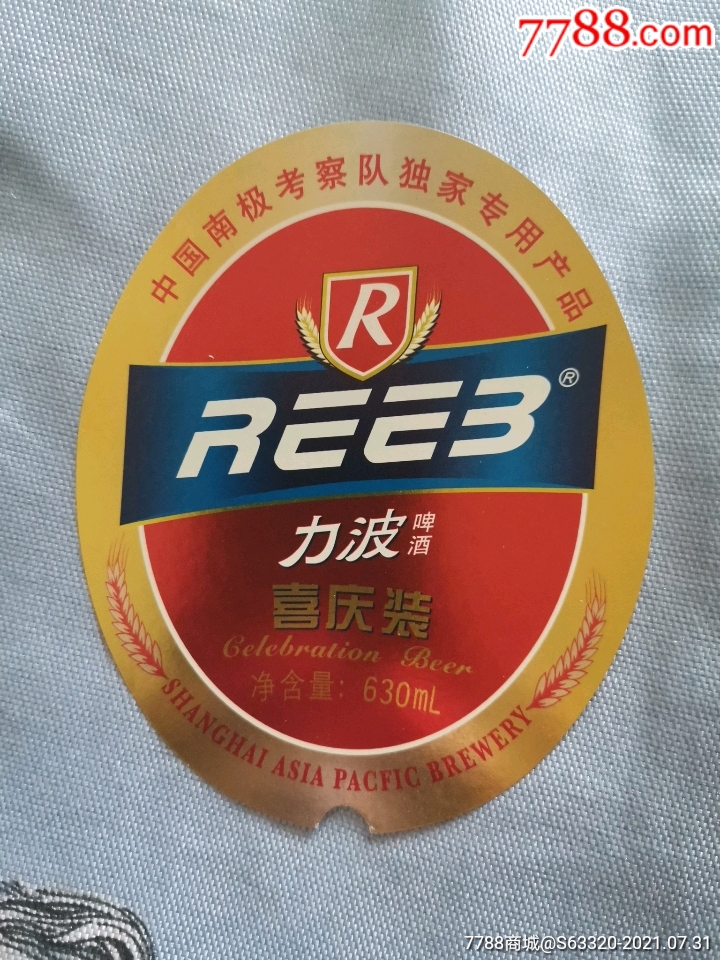 7788.com
中国南极考察队独家专用产品
R
REEB®
力波啤酒
喜庆装
Celebration Beer
净含量：630mL
SHANGHAI ASIA PACFIC BREWERY
7788商城@S63320-2021.07.31